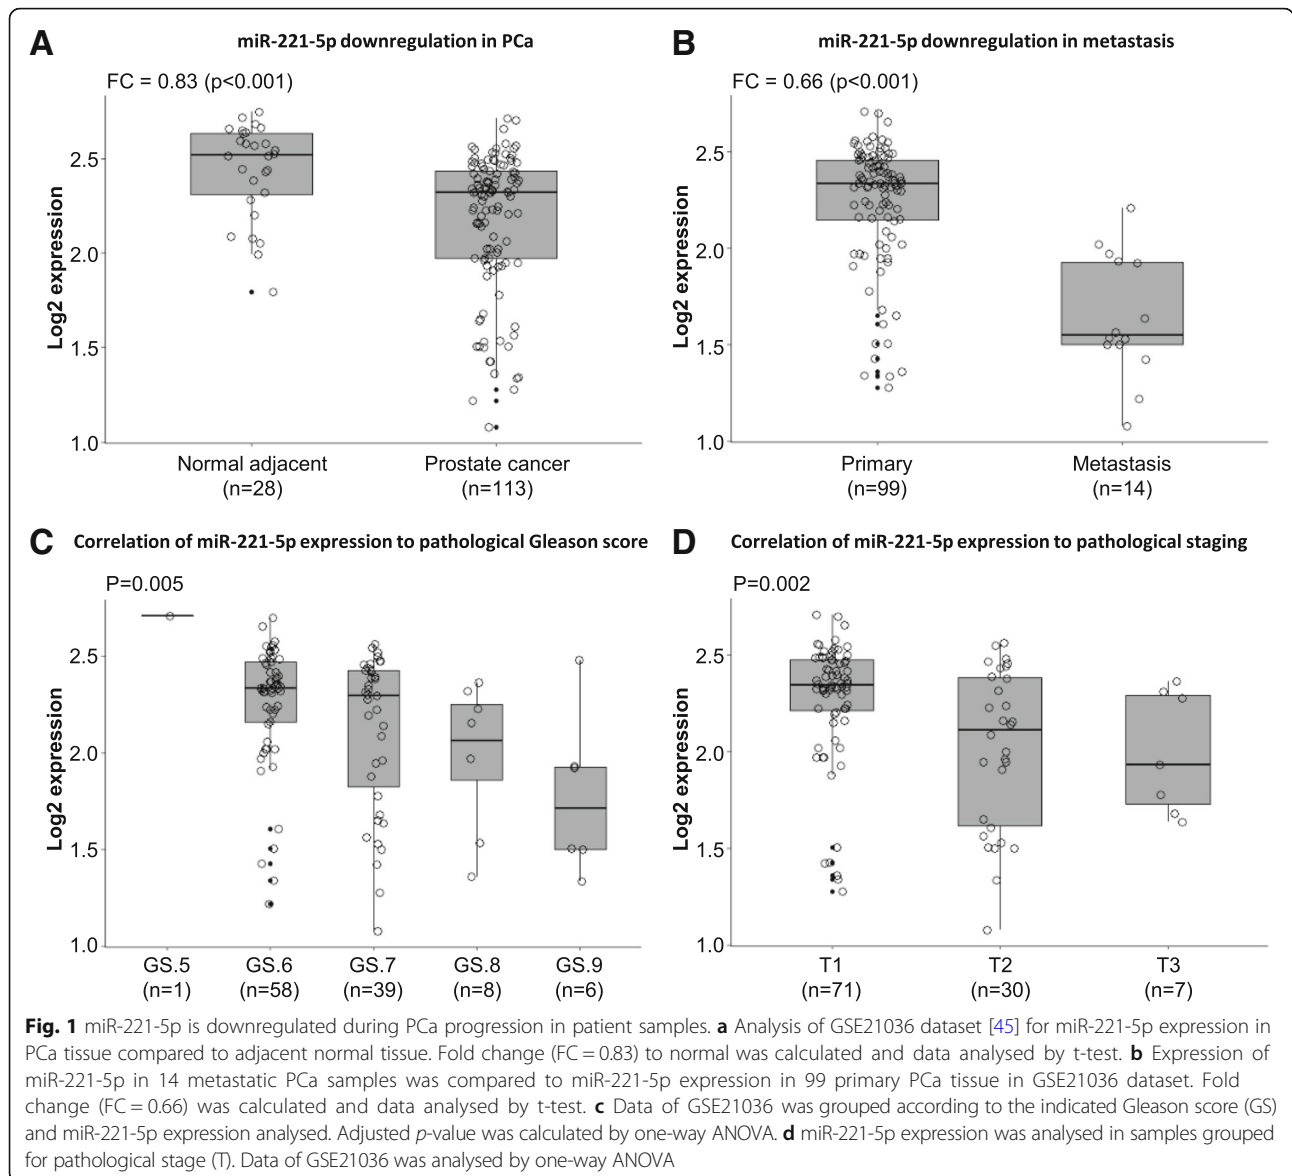 A
miR-221-5p downregulation in PCa
FC = 0.83 (p<0.001)
Log2 expression
2.5
2.0
1.5
1.0
Normal adjacent
(n=28)
Prostate cancer
(n=113)
B
miR-221-5p downregulation in metastasis
FC = 0.66 (p<0.001)
Log2 expression
2.5
2.0
1.5
1.0
Primary
(n=99)
Metastasis
(n=14)
C
Correlation of miR-221-5p expression to pathological Gleason score
P=0.005
Log2 expression
2.5
2.0
1.5
1.0
GS.5
(n=1)
GS.6
(n=58)
GS.7
(n=39)
GS.8
(n=8)
GS.9
(n=6)
D
Correlation of miR-221-5p expression to pathological staging
P=0.002
Log2 expression
2.5
2.0
1.5
1.0
T1
(n=71)
T2
(n=30)
T3
(n=7)
Fig. 1 miR-221-5p is downregulated during PCa progression in patient samples. a Analysis of GSE21036 dataset [45] for miR-221-5p expression in
PCa tissue compared to adjacent normal tissue. Fold change (FC = 0.83) to normal was calculated and data analysed by t-test. b Expression of
miR-221-5p in 14 metastatic PCa samples was compared to miR-221-5p expression in 99 primary PCa tissue in GSE21036 dataset. Fold
change (FC = 0.66) was calculated and data analysed by t-test. c Data of GSE21036 was grouped according to the indicated Gleason score (GS)
and miR-221-5p expression analysed. Adjusted p-value was calculated by one-way ANOVA. d miR-221-5p expression was analysed in samples grouped
for pathological stage (T). Data of GSE21036 was analysed by one-way ANOVA